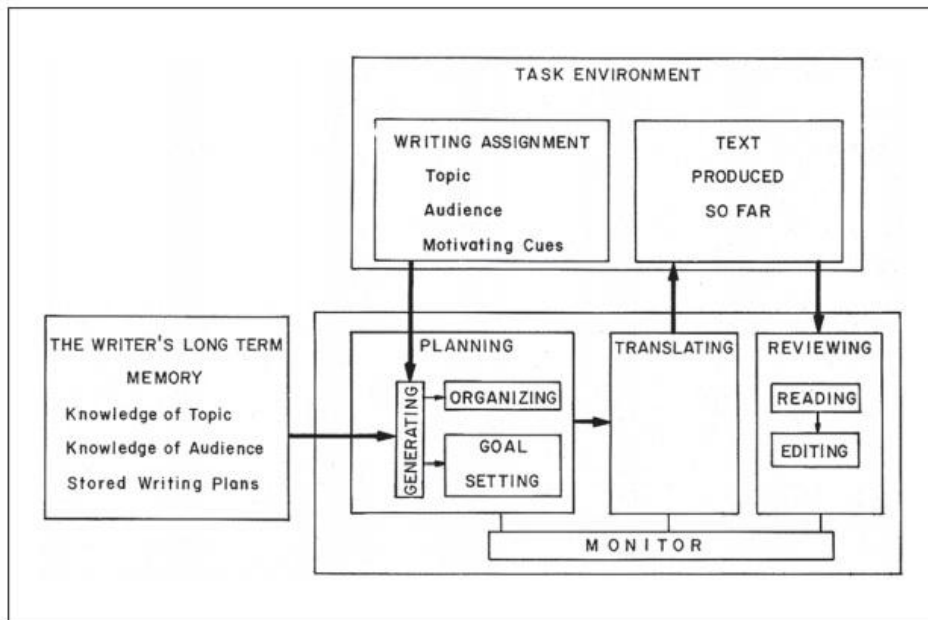 TASK ENVIRONMENT
WRITING ASSIGNMENT
Topic
Audience
Motivating Cues
TEXT
PRODUCED
SO FAR
THE WRITER'S LONG TERM
MEMORY
Knowledge of Topic
Knowledge of Audience
Stored Writing Plans
PLANNING
GENERATING
ORGANIZING
GOAL
SETTING
TRANSLATING
REVIEWING
READING
EDITING
MONITOR